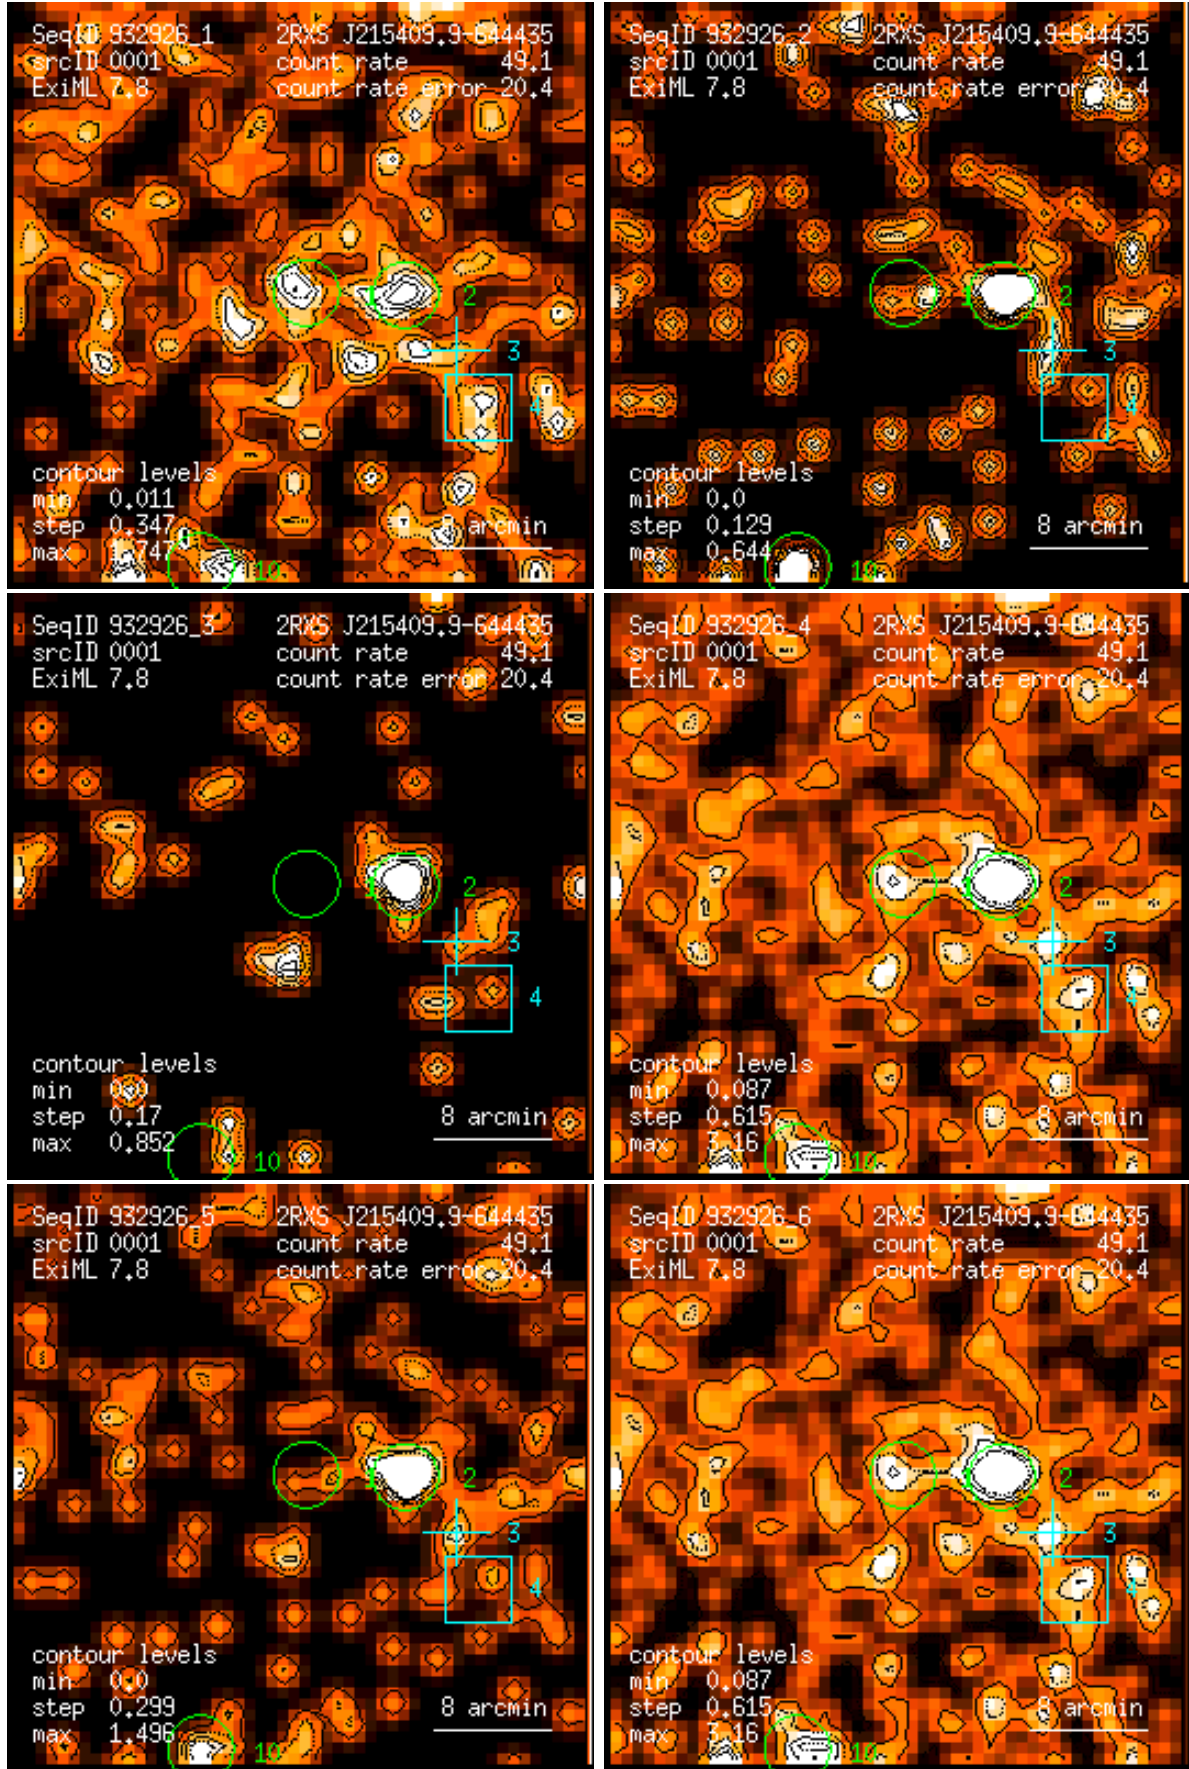 SeqID 932926_1 2RXS J215409.9-644435
srcID 0001 count rate 49.1
ExiML 7.8 count rate error 20.4
1 2
3
4
contour levels
min 0.011
step 0.347
max 1.747
8 arcmin
10
SeqID 932926_2 2RXS J215409.9-644435
srcID 0001 count rate 49.1
ExiML 7.8 count rate error 20.4
1 2
3
4
contour levels
min 0.0
step 0.129
max 0.644
8 arcmin
10
SeqID 932926_3 2RXS J215409.9-644435
srcID 0001 count rate 49.1
ExiML 7.8 count rate error 20.4
1 2
3
4
contour levels
min 0.0
step 0.17
max 0.852
8 arcmin
10
SeqID 932926_4 2RXS J215409.9-644435
srcID 0001 count rate 49.1
ExiML 7.8 count rate error 20.4
1 2
3
4
contour levels
min 0.087
step 0.615
max 3.16
8 arcmin
10
SeqID 932926_5 2RXS J215409.9-644435
srcID 0001 count rate 49.1
ExiML 7.8 count rate error 20.4
1 2
3
4
contour levels
min 0.0
step 0.299
max 1.496
8 arcmin
10
SeqID 932926_6 2RXS J215409.9-644435
srcID 0001 count rate 49.1
ExiML 7.8 count rate error 20.4
1 2
3
4
contour levels
min 0.087
step 0.615
max 3.16
8 arcmin
10